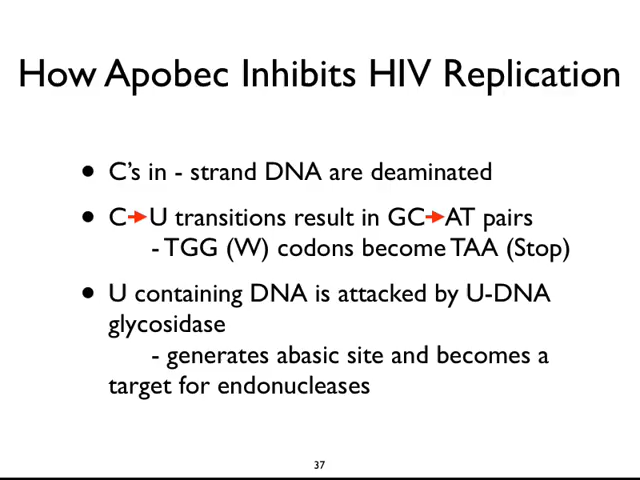 How Apobec Inhibits HIV Replication
• C's in - strand DNA are deaminated
• C→U transitions result in GC→AT pairs
- TGG (W) codons become TAA (Stop)
• U containing DNA is attacked by U-DNA
glycosidase
- generates abasic site and becomes a
target for endonucleases
37